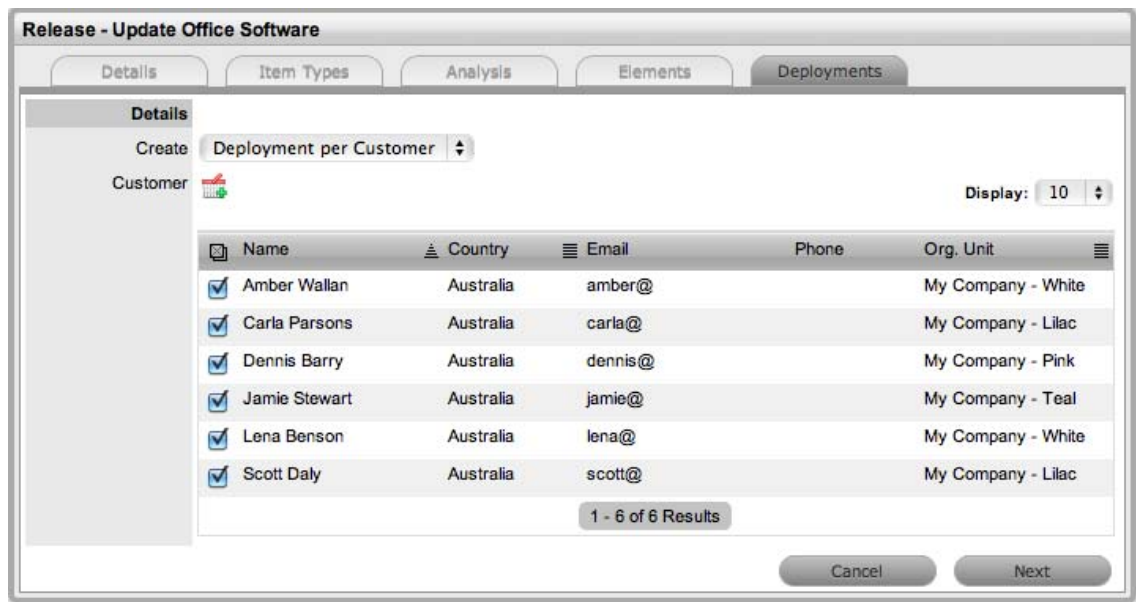 Release - Update Office Software
Details Item Types Analysis Elements Deployments
Details
Create Deployment per Customer
Customer
Display: 10
Name Country Email Phone Org. Unit
Amber Wallan Australia amber@ My Company - White
Carla Parsons Australia carla@ My Company - Lilac
Dennis Barry Australia dennis@ My Company - Pink
Jamie Stewart Australia jamie@ My Company - Teal
Lena Benson Australia lena@ My Company - White
Scott Daly Australia scott@ My Company - Lilac
1 - 6 of 6 Results
Cancel Next